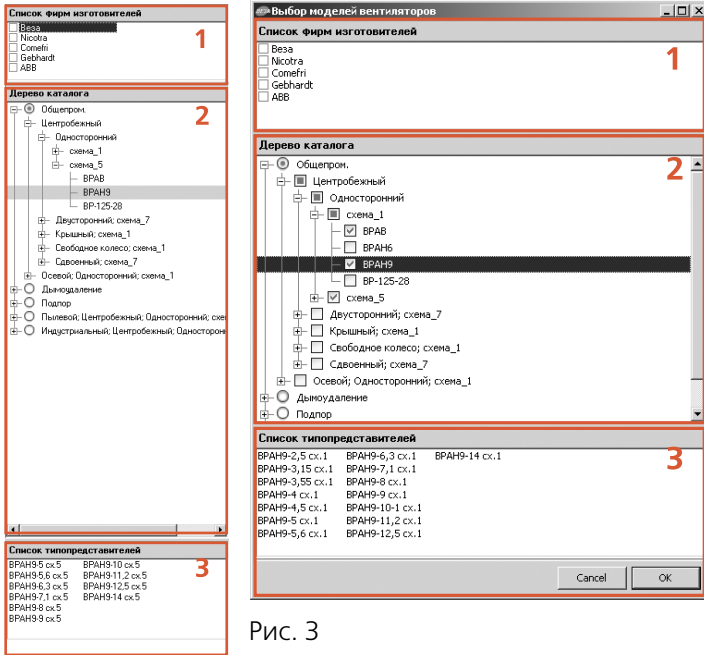 Список фирм изготовителей
Веза
Nicotra
Comefri
Gebhardt
ABB
1
Дерево каталога
2
Общепром.
Центробежный
Односторонний
схема_1
схема_5
ВРАВ
ВРАН9
ВР-125-28
Двусторонний; схема_7
Крышный; схема_1
Свободное колесо; схема_1
Сдвоенный; схема_7
Осевой; Односторонний; схема_1
Дымоудаление
Подпор
Пылевой; Центробежный; Односторонний; схе
Индустриальный; Центробежный; Односторонн
Список типопредставителей
3
ВРАН9-5 сх.5 ВРАН9-10 сх.5
ВРАН9-5,6 сх.5 ВРАН9-11,2 сх.5
ВРАН9-6,3 сх.5 ВРАН9-12,5 сх.5
ВРАН9-7,1 сх.5 ВРАН9-14 сх.5
ВРАН9-8 сх.5
ВРАН9-9 сх.5
Выбор моделей вентиляторов
Список фирм изготовителей
Веза
Nicotra
Comefri
Gebhardt
ABB
1
Дерево каталога
2
Общепром.
Центробежный
Односторонний
схема_1
ВРАВ
ВРАН6
ВРАН9
ВР-125-28
схема_5
Двусторонний; схема_7
Крышный; схема_1
Свободное колесо; схема_1
Сдвоенный; схема_7
Осевой; Односторонний; схема_1
Дымоудаление
Подпор
Список типопредставителей
3
ВРАН9-2,5 сх.1 ВРАН9-6,3 сх.1 ВРАН9-14 сх.1
ВРАН9-3,15 сх.1 ВРАН9-7,1 сх.1
ВРАН9-3,55 сх.1 ВРАН9-8 сх.1
ВРАН9-4 сх.1 ВРАН9-9 сх.1
ВРАН9-4,5 сх.1 ВРАН9-10-1 сх.1
ВРАН9-5 сх.1 ВРАН9-11,2 сх.1
ВРАН9-5,6 сх.1 ВРАН9-12,5 сх.1
Cancel OK
Рис. 3